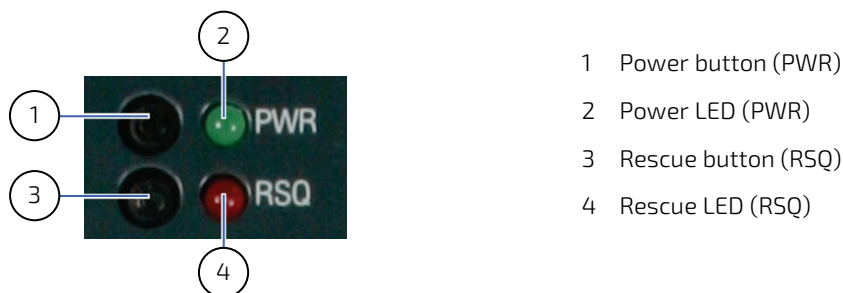 2
1 PWR
3 RSQ
4
1 Power button (PWR)
2 Power LED (PWR)
3 Rescue button (RSQ)
4 Rescue LED (RSQ)